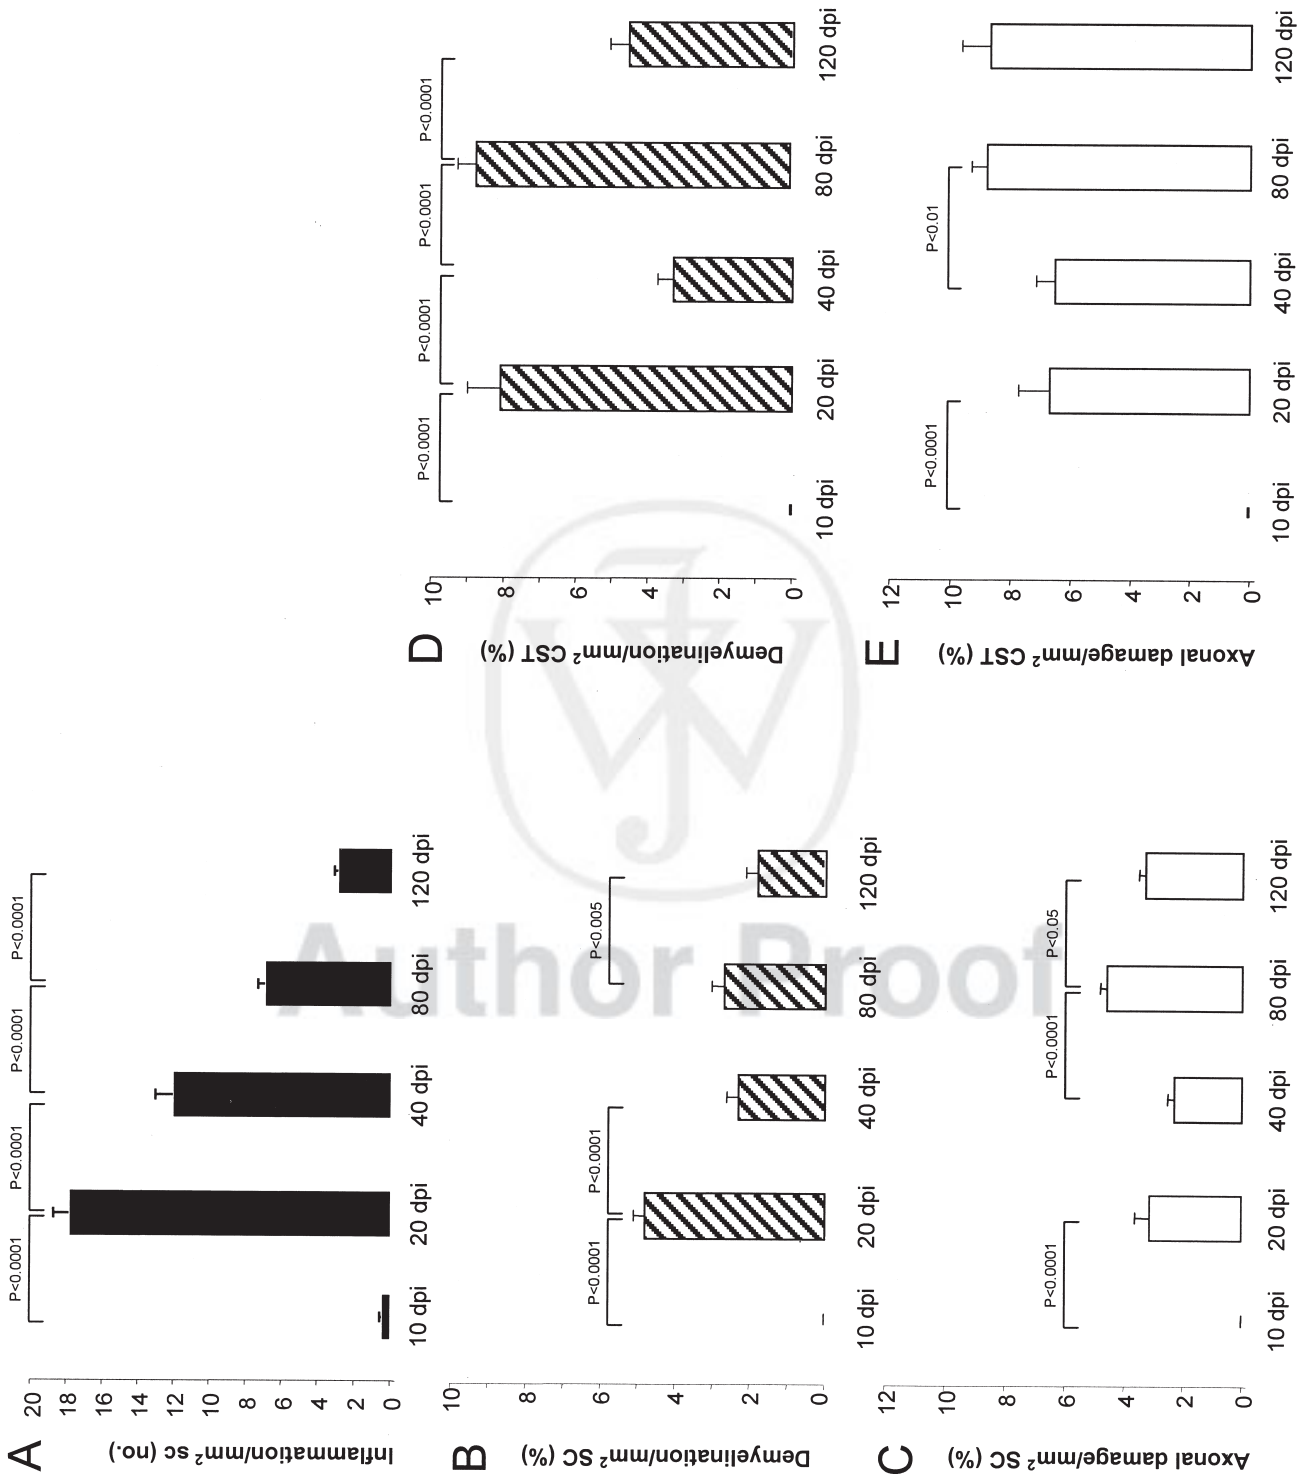 A
Inflammation/mm² sc (no.)
20
18
16
14
12
10
8
6
4
2
0
P<0.0001
P<0.0001
P<0.0001
P<0.0001
10 dpi
20 dpi
40 dpi
80 dpi
120 dpi
B
Demyelination/mm² SC (%)
10
8
6
4
2
0
P<0.0001
P<0.0001
P<0.005
10 dpi
20 dpi
40 dpi
80 dpi
120 dpi
C
Axonal damage/mm² SC (%)
12
10
8
6
4
2
0
P<0.0001
P<0.0001
P<0.05
10 dpi
20 dpi
40 dpi
80 dpi
120 dpi
D
Demyelination/mm² CST (%)
10
8
6
4
2
0
P<0.0001
P<0.0001
P<0.0001
P<0.0001
10 dpi
20 dpi
40 dpi
80 dpi
120 dpi
E
Axonal damage/mm² CST (%)
12
10
8
6
4
2
0
P<0.0001
P<0.01
10 dpi
20 dpi
40 dpi
80 dpi
120 dpi
Author Proof